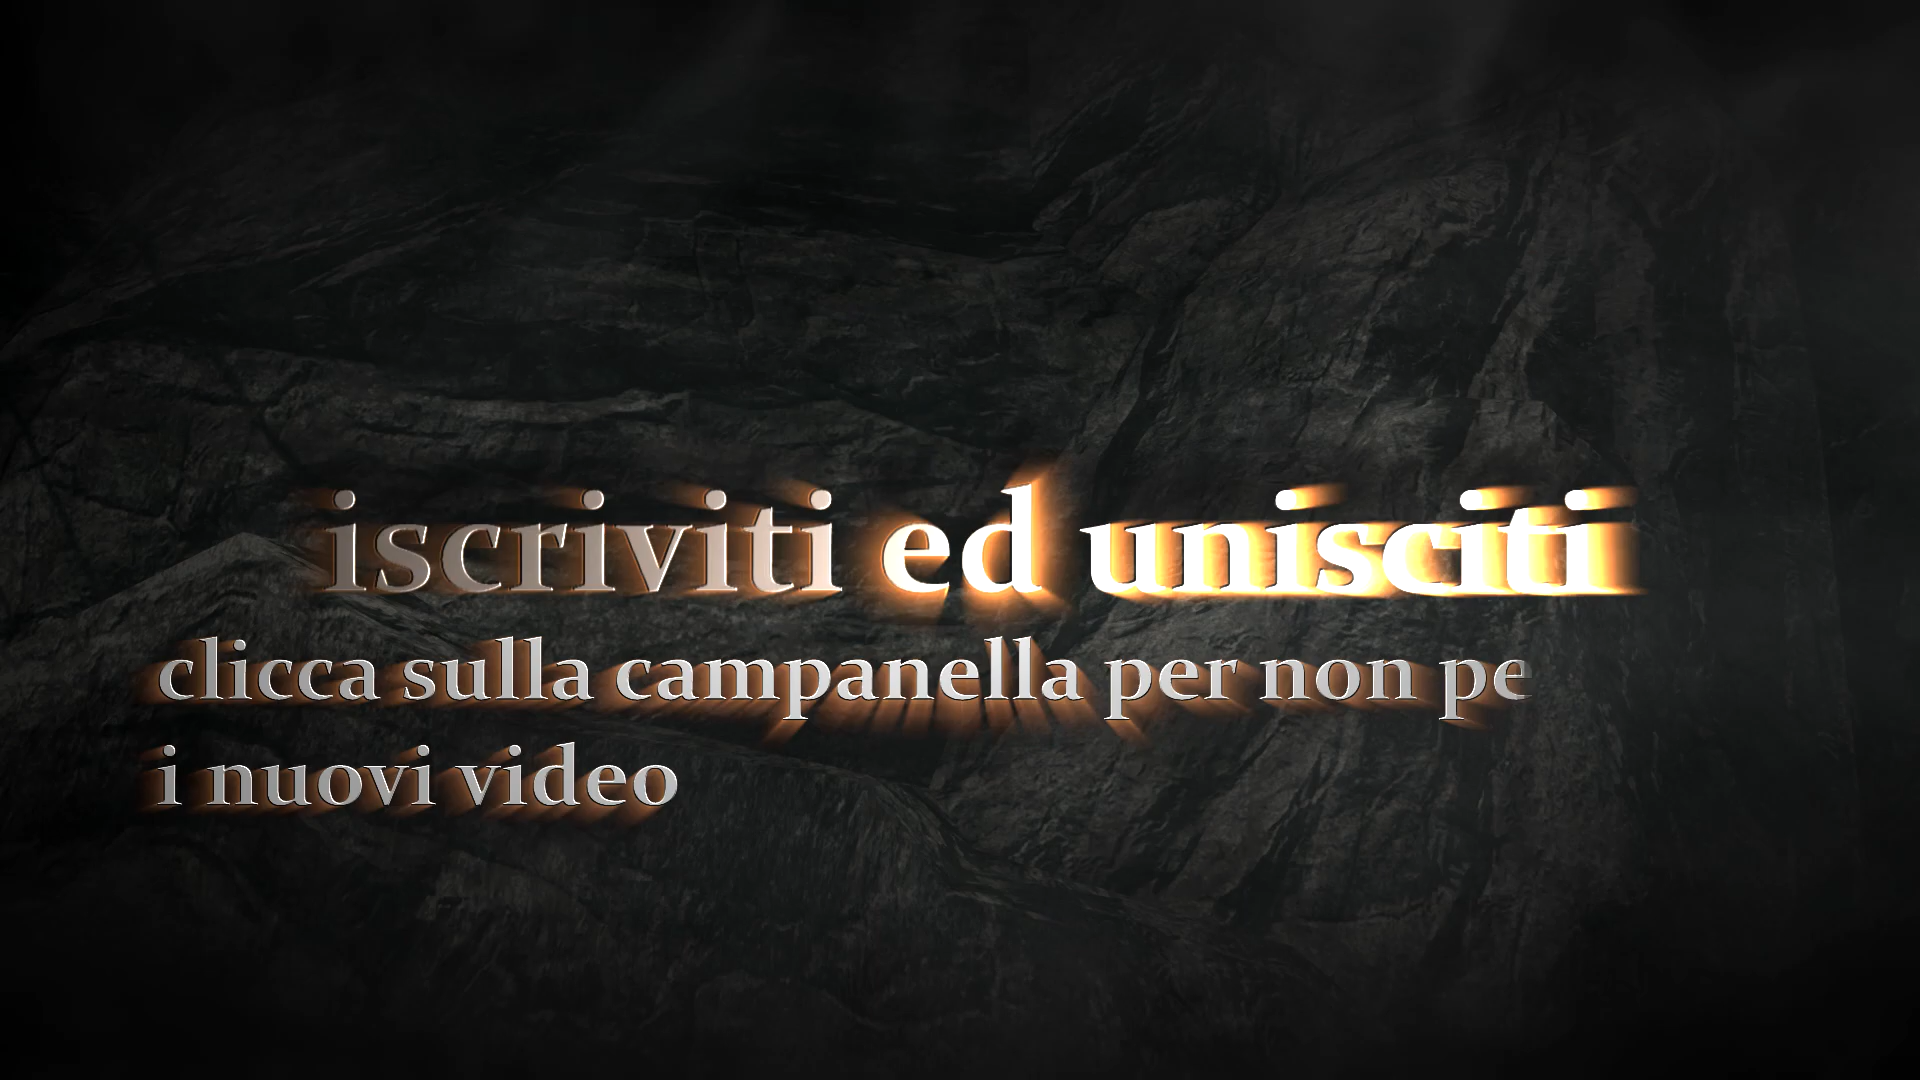 iscriviti ed unisciti
clicca sulla campanella per non pe
i nuovi video